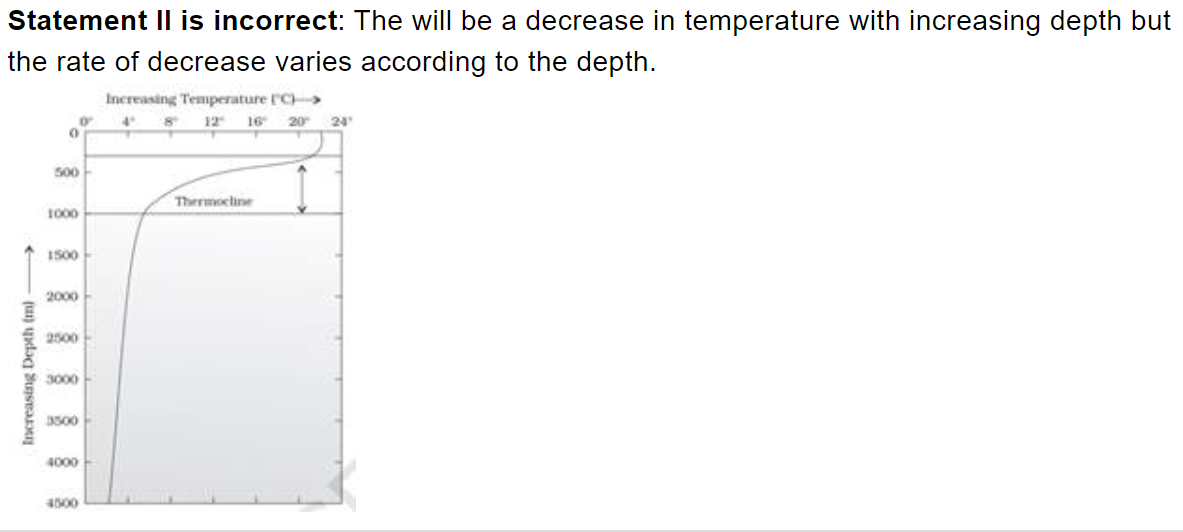 Statement II is incorrect: The will be a decrease in temperature with increasing depth but
the rate of decrease varies according to the depth.
Increasing Temperature (°C)
0° 4° 8° 12° 16° 20° 24°
0
500
Thermocline
1000
1500
2000
2500
3000
3500
4000
4500
Increasing Depth (m)